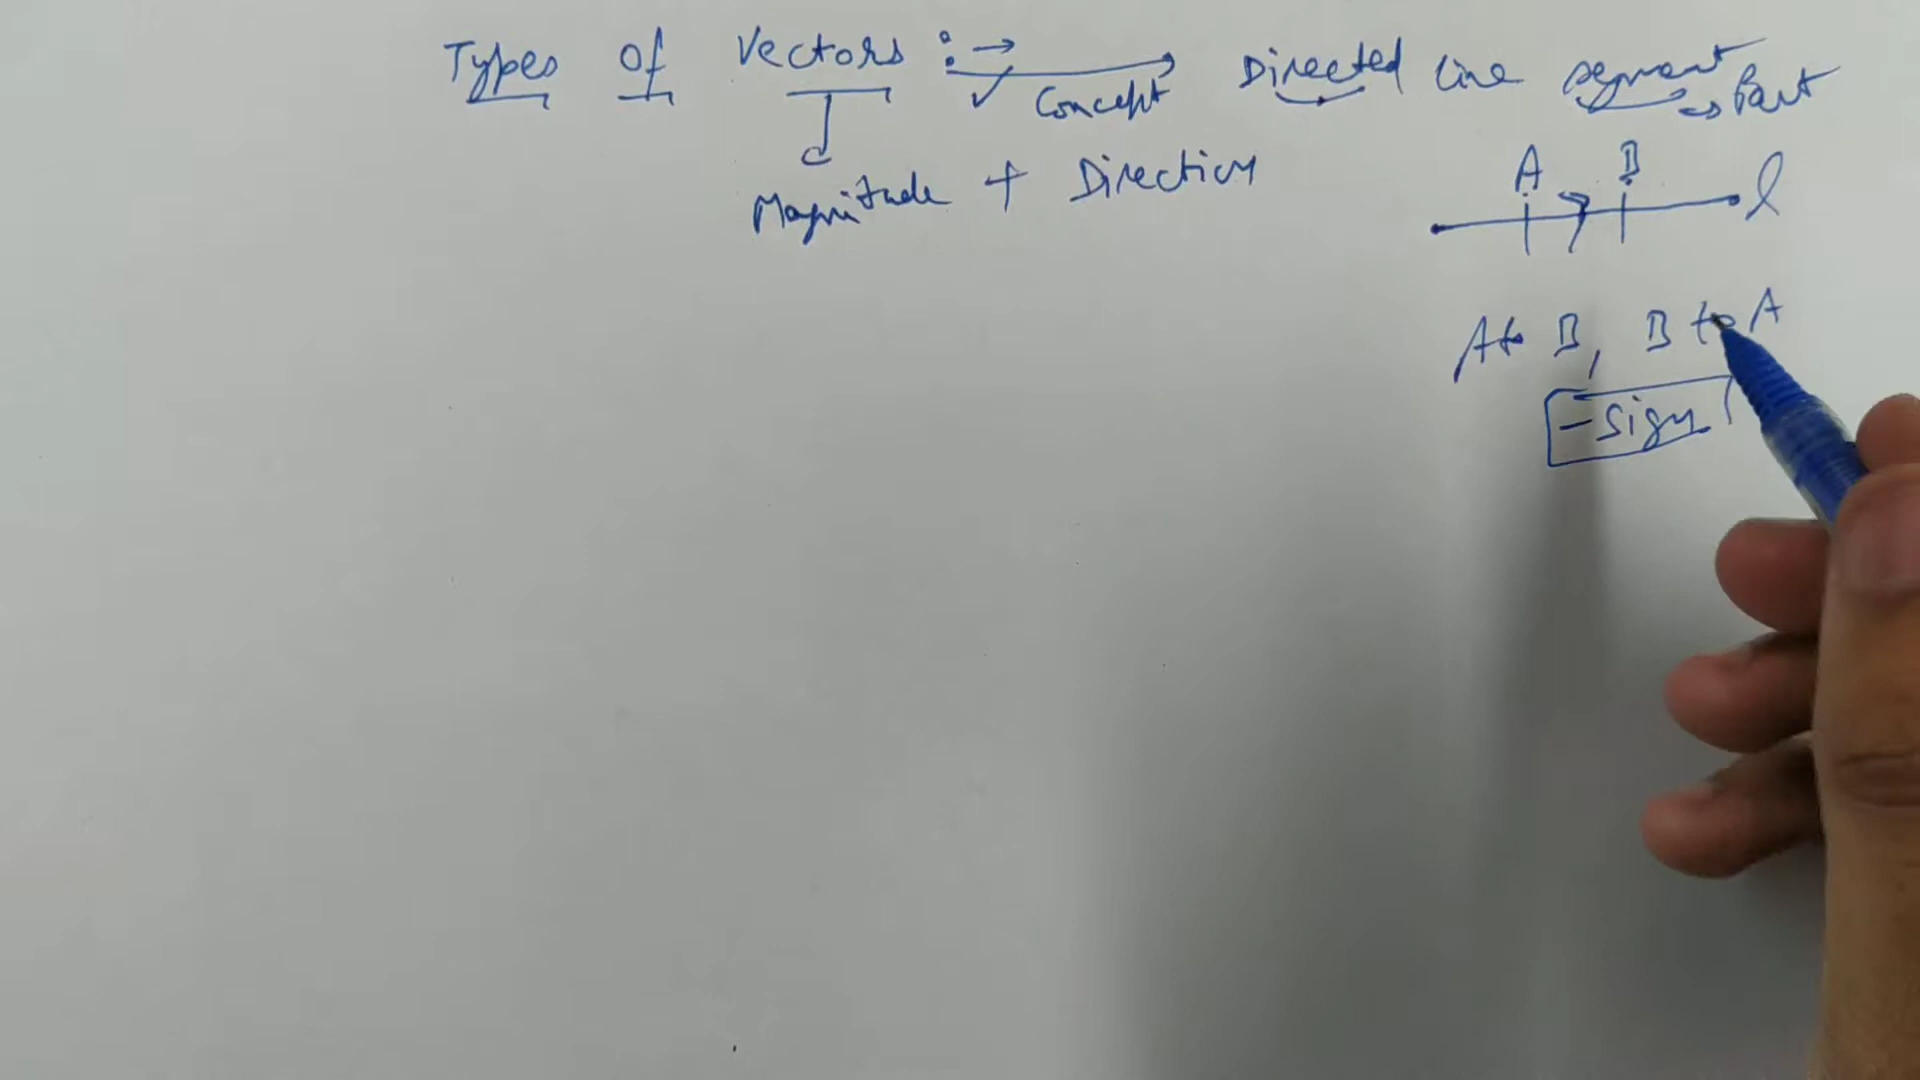 Types Of Vectors :→ Concept Directed line segment → Part
Magnitude + Direction
A B l
A to B, B to A
- Sign